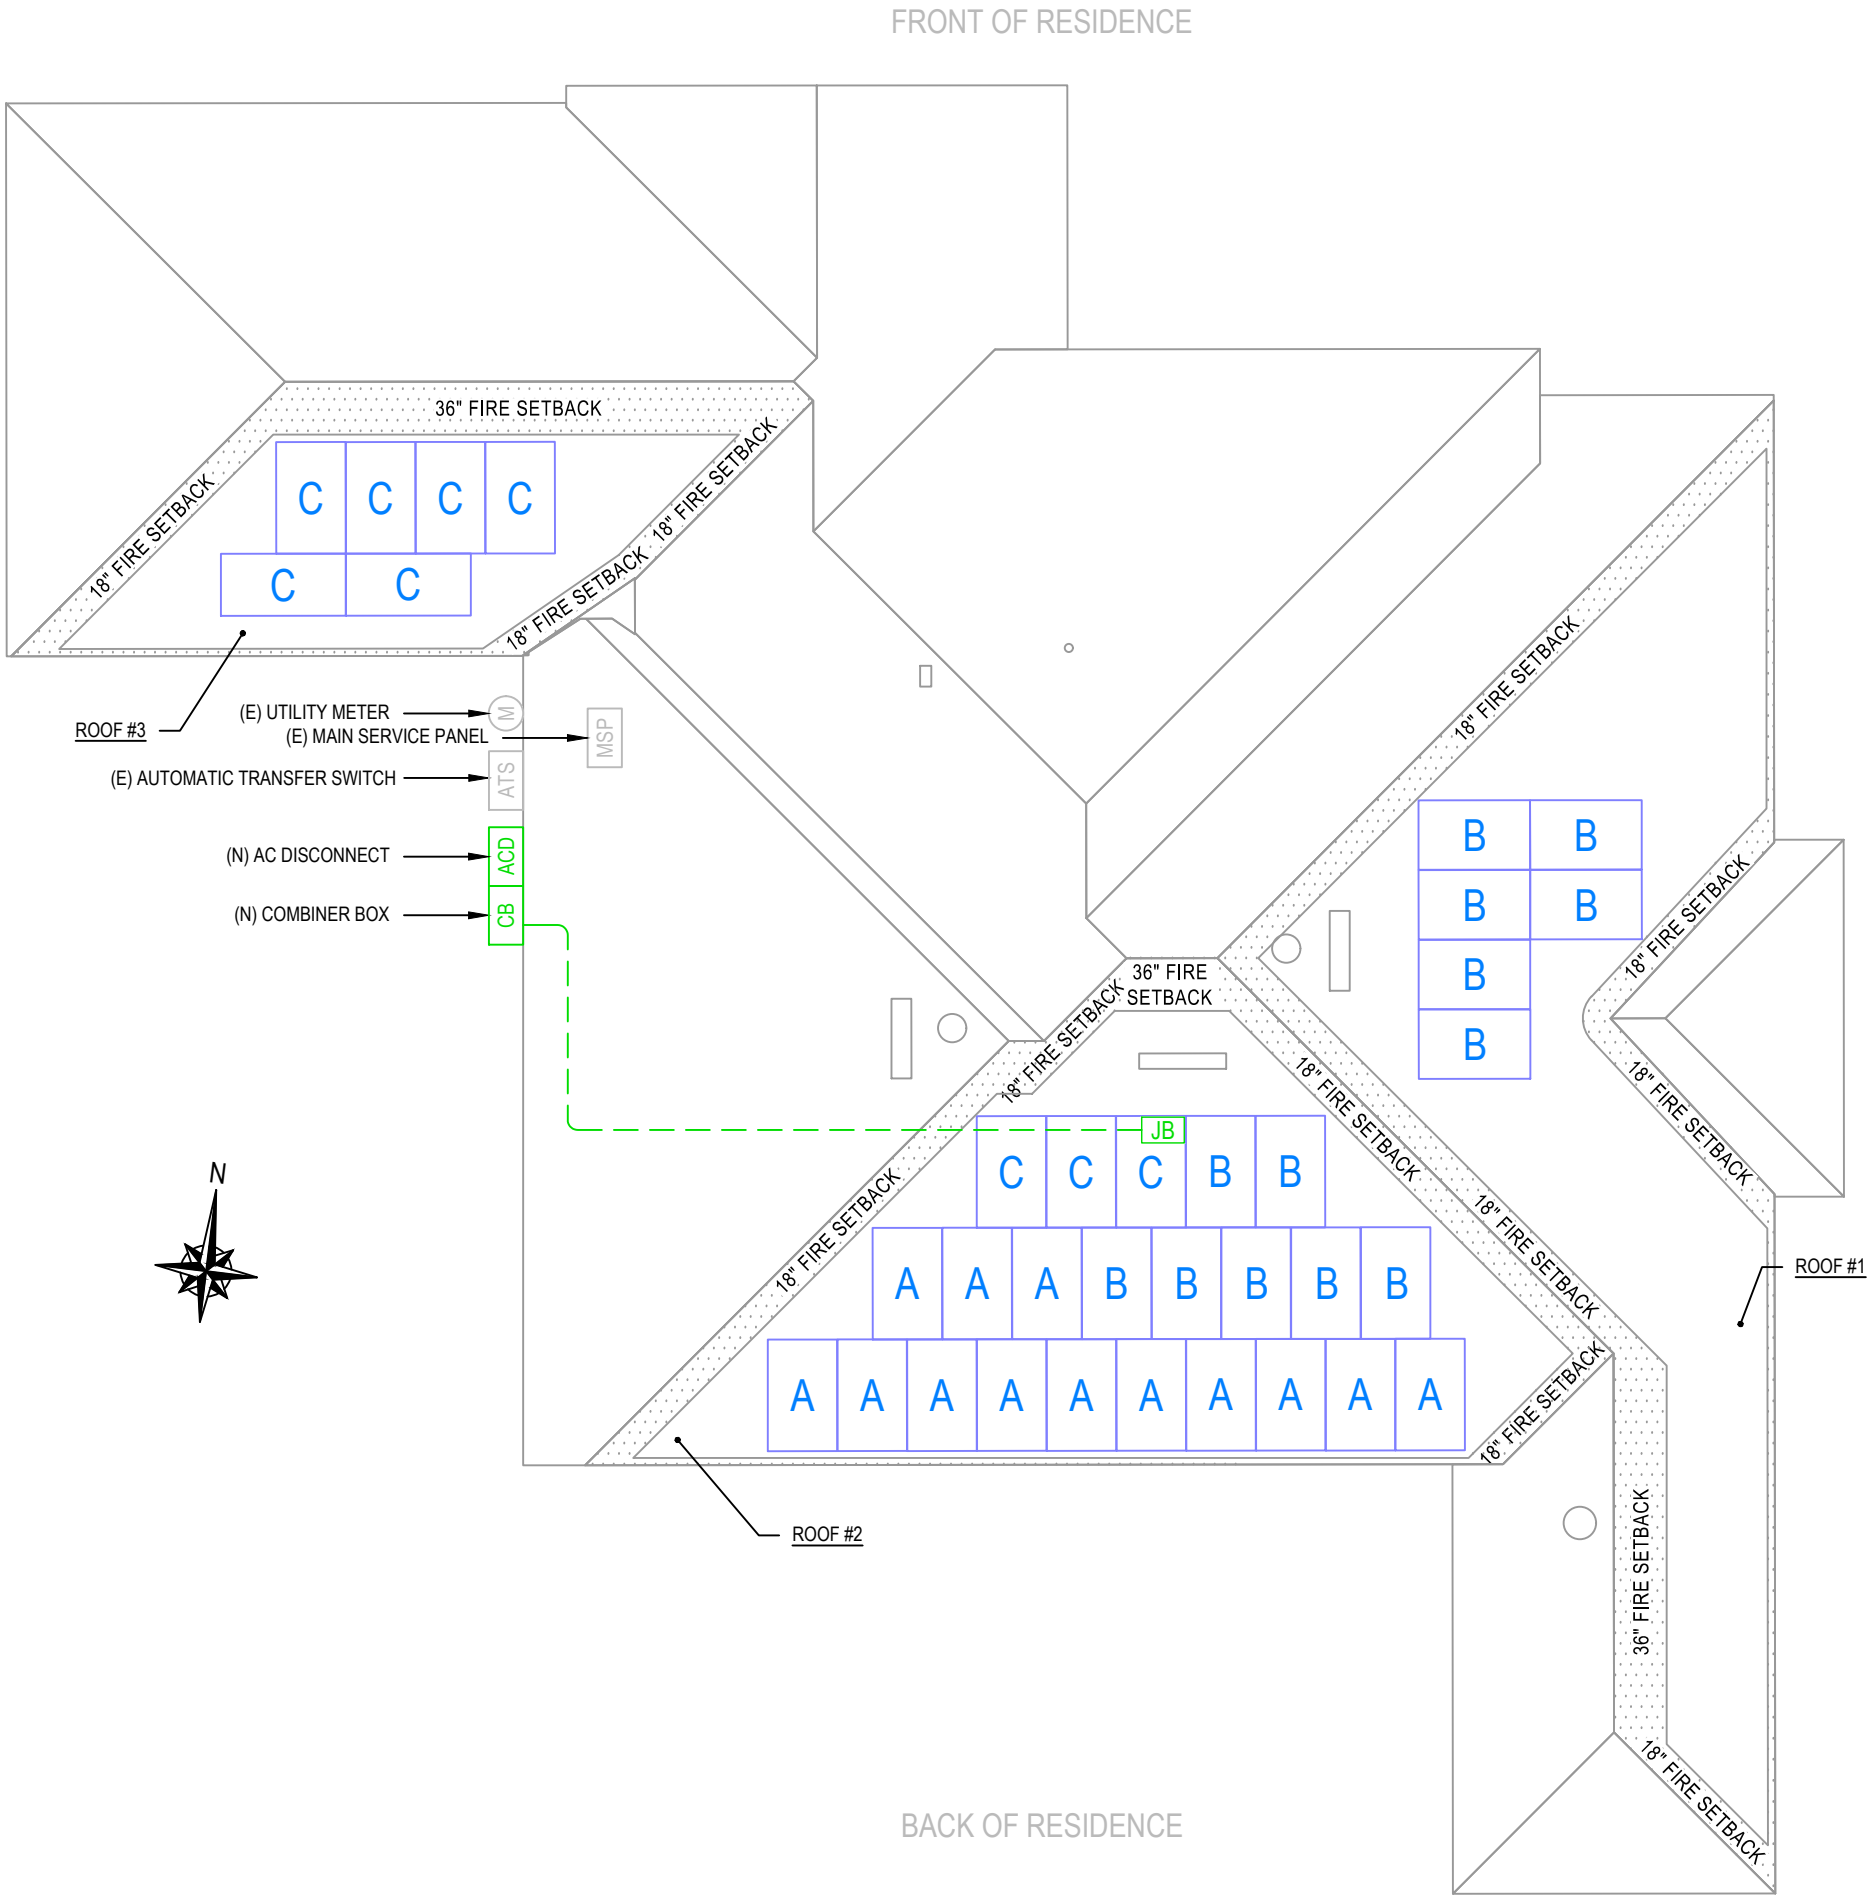 FRONT OF RESIDENCE
36" FIRE SETBACK
18" FIRE SETBACK
18" FIRE SETBACK
18" FIRE SETBACK
C C C C
C C
ROOF #3
(E) UTILITY METER
M
(E) MAIN SERVICE PANEL
MSP
(E) AUTOMATIC TRANSFER SWITCH
ATS
(N) AC DISCONNECT
ACD
(N) COMBINER BOX
CB
18" FIRE SETBACK
B B
B B
B
B
18" FIRE SETBACK
18" FIRE SETBACK
36" FIRE
SETBACK
18" FIRE SETBACK
18" FIRE SETBACK
18" FIRE SETBACK
18" FIRE SETBACK
JB
C C C B B
A A A B B B B B
A A A A A A A A A A
18" FIRE SETBACK
N
ROOF #1
ROOF #2
36" FIRE SETBACK
18" FIRE SETBACK
BACK OF RESIDENCE